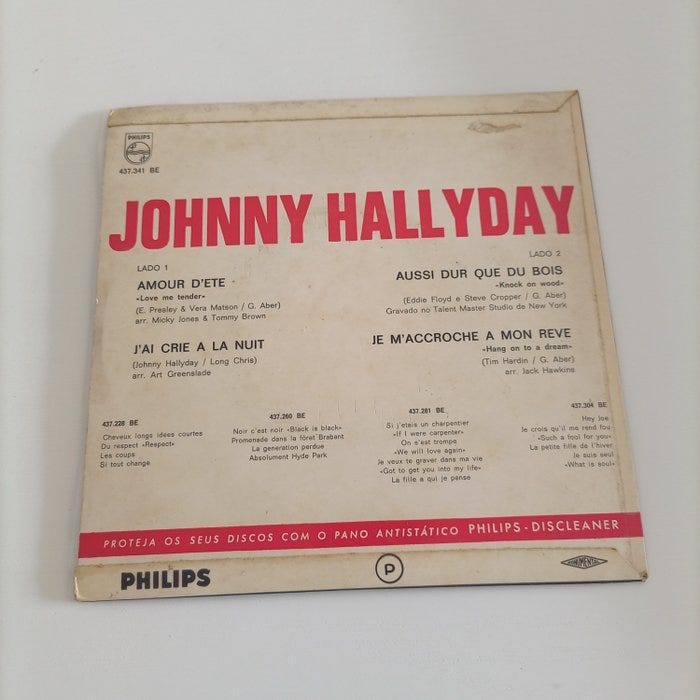 PHILIPS
437.341 BE
JOHNNY HALLYDAY
LADO 1
AMOUR D'ETE
«Love me tender»
(E. Presley & Vera Matson / G. Aber)
arr. Micky Jones & Tommy Brown
J'AI CRIE A LA NUIT
(Johnny Hallyday / Long Chris)
arr. Art Greenslade
LADO 2
AUSSI DUR QUE DU BOIS
«Knock on wood»
(Eddie Floyd e Steve Cropper / G. Aber)
Gravado no Talent Master Studio de New York
JE M'ACCROCHE A MON REVE
«Hang on to a dream»
(Tim Hardin / G. Aber)
arr. Jack Hawkins
437.228 BE
Cheveux longs idées courtes
Du respect «Respect»
Les coups
Si tout change
437.260 BE
Noir c'est noir «Black is black»
Promenade dans la fôret Brabant
La generation perdue
Absolument Hyde Park
437.281 BE
Si j'etais un charpentier
«If I were carpenter»
On s'est trompe
«We will love again»
Je veux te graver dans ma vie
«Got to get you into my life»
La fille a qui je pense
437.304 BE
Hey Joe
Je crois qu'il me rend fou
«Such a fool for you»
La petite fille de l'hiver
Je suis seul
«What is soul»
PROTEJA OS SEUS DISCOS COM O PANO ANTISTÁTICO PHILIPS - DISCLEANER
PHILIPS
P